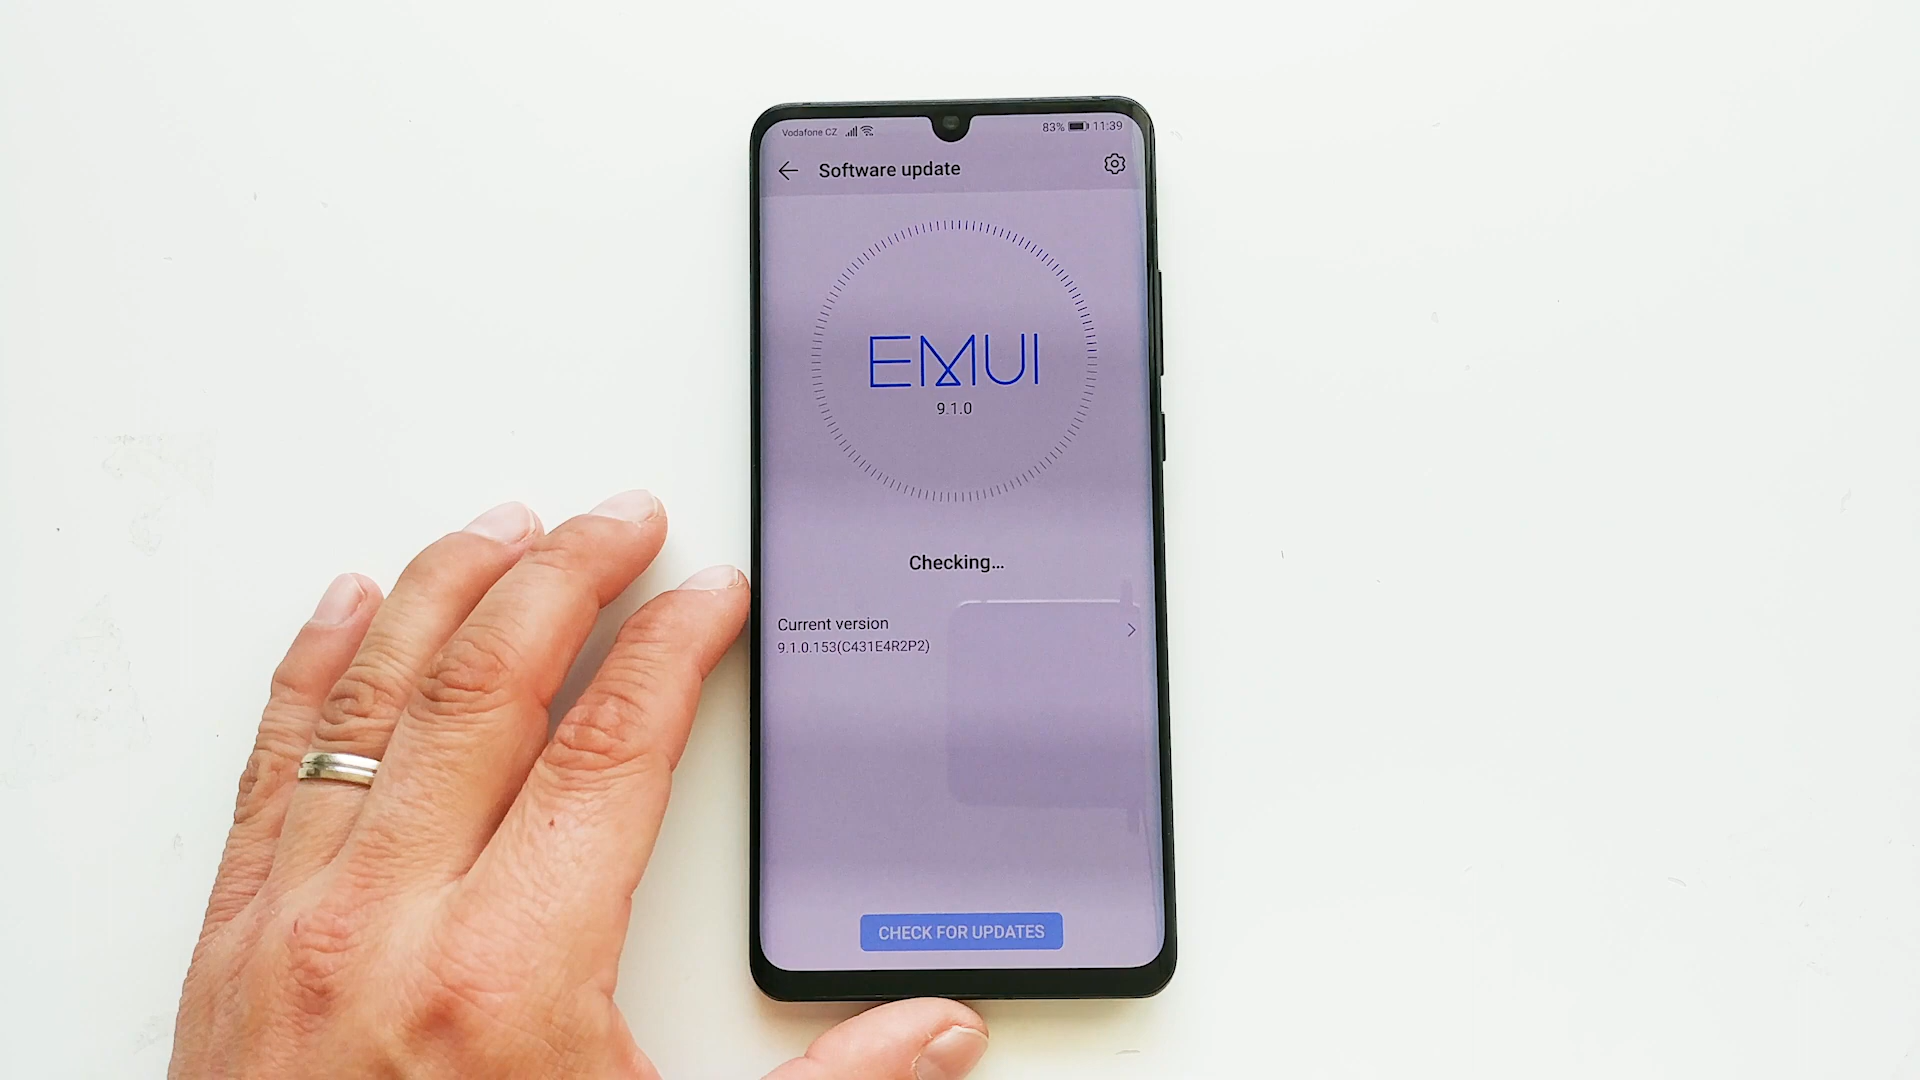 Vodafone CZ
83% 11:39
Software update
EMUI
9.1.0
Checking...
Current version
9.1.0.153(C431E4R2P2)
CHECK FOR UPDATES